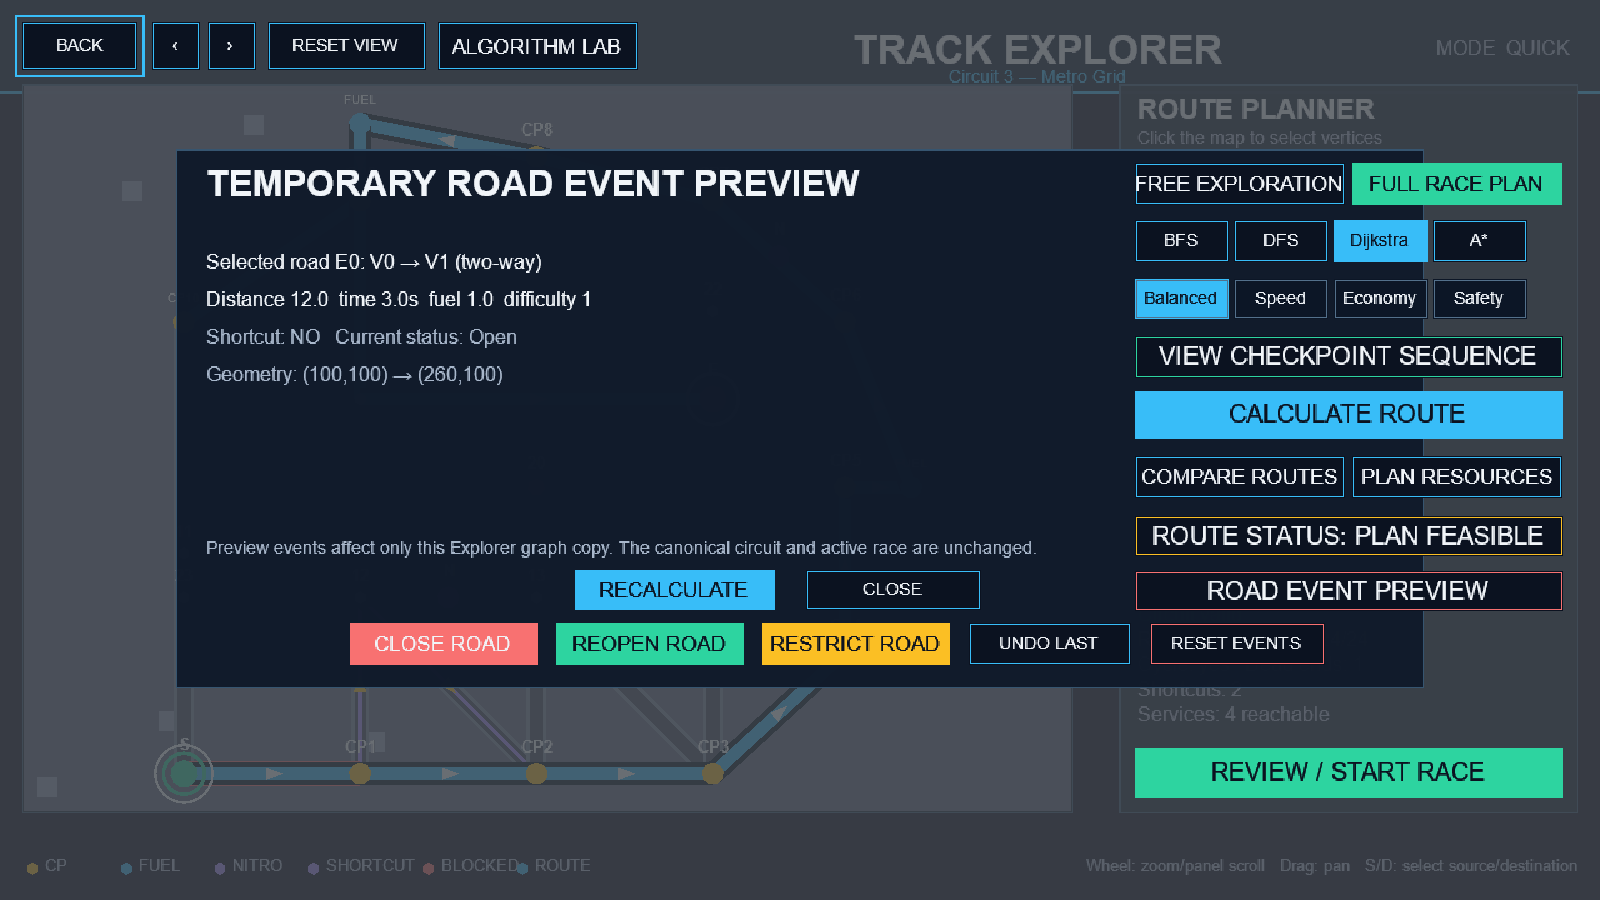 BACK
‹
›
RESET VIEW
ALGORITHM LAB
TRACK EXPLORER
Circuit 3 — Metro Grid
MODE QUICK
FUEL
CP8
ROUTE PLANNER
Click the map to select vertices
TEMPORARY ROAD EVENT PREVIEW
FREE EXPLORATION
FULL RACE PLAN
BFS
DFS
Dijkstra
A*
Selected road E0: V0 → V1 (two-way)
Distance 12.0 time 3.0s fuel 1.0 difficulty 1
Shortcut: NO Current status: Open
Geometry: (100,100) → (260,100)
Balanced
Speed
Economy
Safety
VIEW CHECKPOINT SEQUENCE
CALCULATE ROUTE
COMPARE ROUTES
PLAN RESOURCES
ROUTE STATUS: PLAN FEASIBLE
Preview events affect only this Explorer graph copy. The canonical circuit and active race are unchanged.
RECALCULATE
CLOSE
ROAD EVENT PREVIEW
CLOSE ROAD
REOPEN ROAD
RESTRICT ROAD
UNDO LAST
RESET EVENTS
Shortcuts: 2
Services: 4 reachable
S
CP1
CP2
CP3
REVIEW / START RACE
CP
FUEL
NITRO
SHORTCUT
BLOCKED
ROUTE
Wheel: zoom/panel scroll Drag: pan S/D: select source/destination